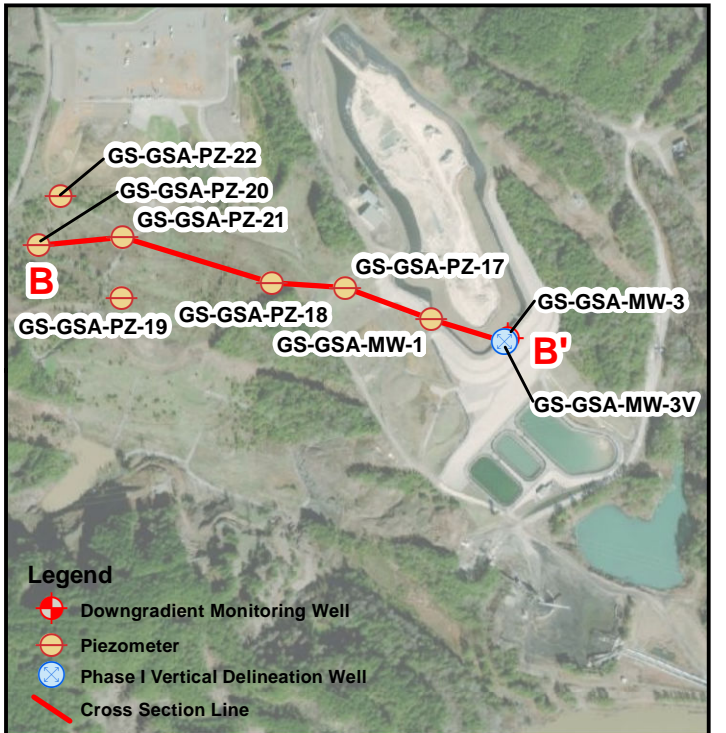 GS-GSA-PZ-22
GS-GSA-PZ-20
GS-GSA-PZ-21
B
GS-GSA-PZ-19
GS-GSA-PZ-18
GS-GSA-PZ-17
GS-GSA-MW-1
GS-GSA-MW-3
B'
GS-GSA-MW-3V
Legend
Downgradient Monitoring Well
Piezometer
Phase I Vertical Delineation Well
Cross Section Line